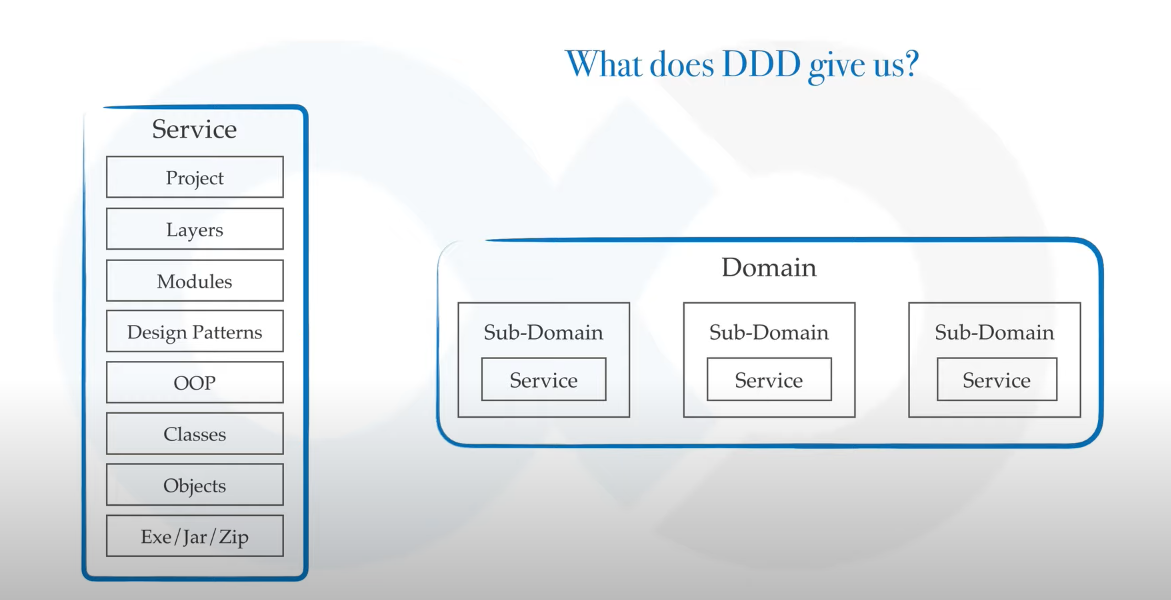 What does DDD give us?
Service
Project
Layers
Modules
Design Patterns
OOP
Classes
Objects
Exe/Jar/Zip
Domain
Sub-Domain
Service
Sub-Domain
Service
Sub-Domain
Service